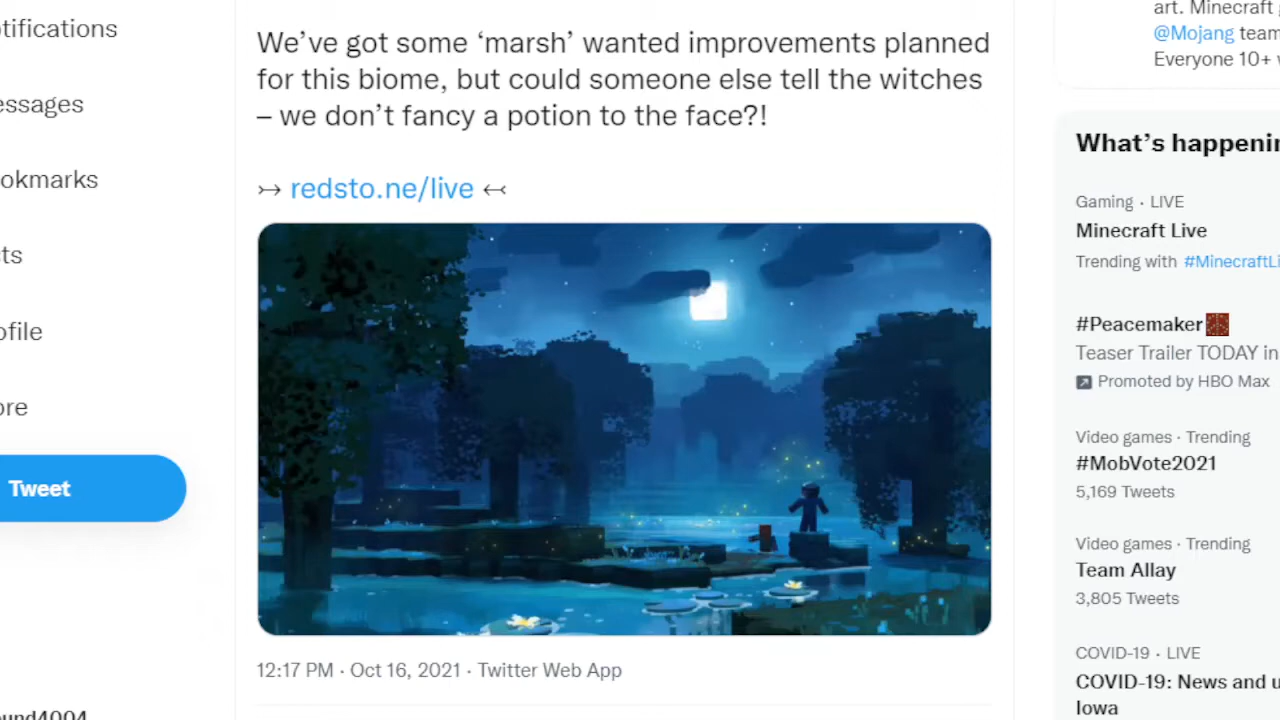 otifications
essages
okmarks
sts
ofile
ore
Tweet
ound4004
We’ve got some ‘marsh’ wanted improvements planned
for this biome, but could someone else tell the witches
– we don’t fancy a potion to the face?!
↣ redsto.ne/live ↢
12:17 PM · Oct 16, 2021 · Twitter Web App
art. Minecraft
@Mojang team
Everyone 10+
What’s happenin
Gaming · LIVE
Minecraft Live
Trending with #MinecraftLi
#Peacemaker
Teaser Trailer TODAY in
Promoted by HBO Max
Video games · Trending
#MobVote2021
5,169 Tweets
Video games · Trending
Team Allay
3,805 Tweets
COVID-19 · LIVE
COVID-19: News and u
Iowa